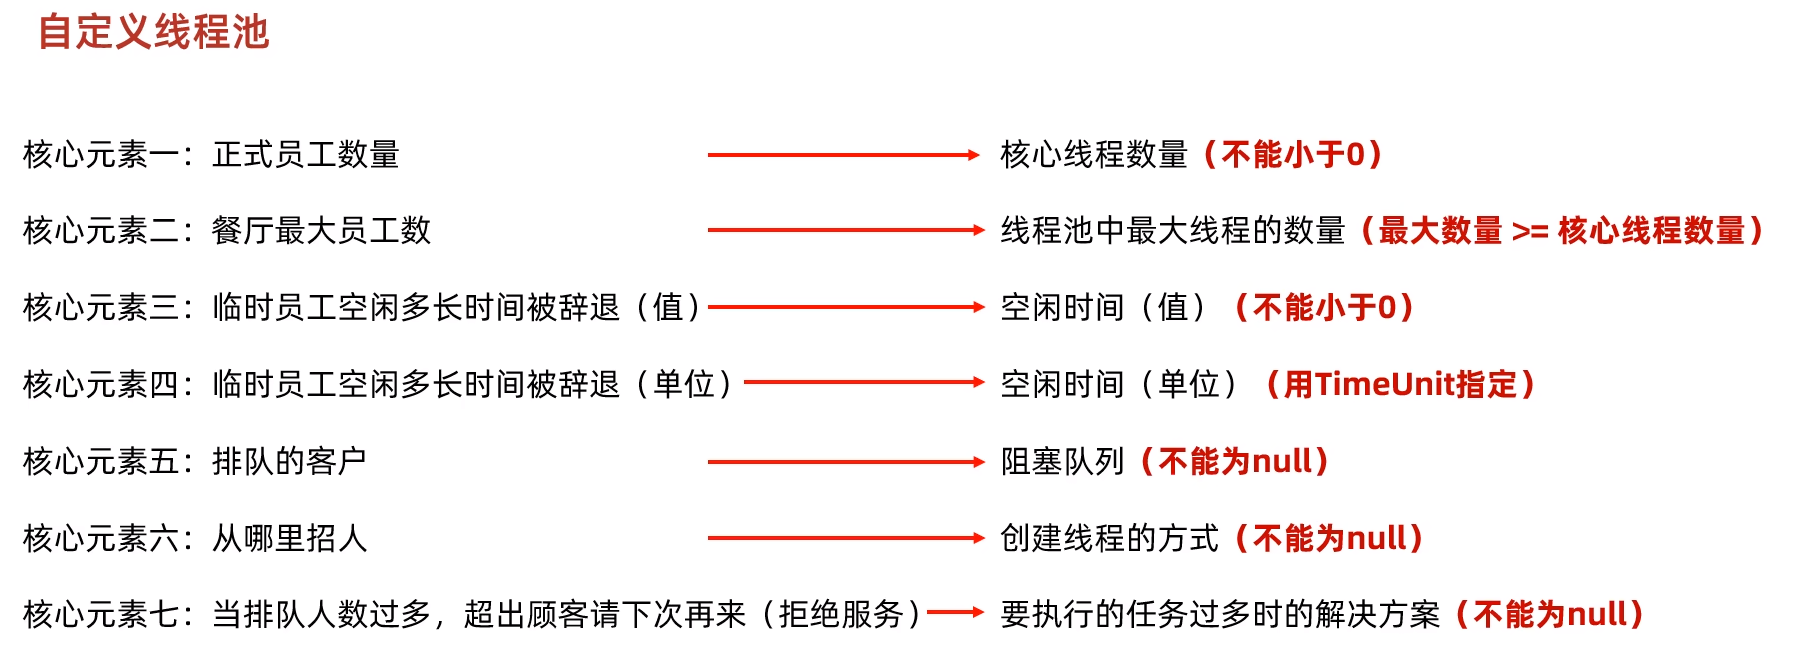 自定义线程池
核心元素一：正式员工数量 核心线程数量（不能小于0）
核心元素二：餐厅最大员工数 线程池中最大线程的数量（最大数量 >= 核心线程数量）
核心元素三：临时员工空闲多长时间被辞退（值） 空闲时间（值）（不能小于0）
核心元素四：临时员工空闲多长时间被辞退（单位） 空闲时间（单位）（用TimeUnit指定）
核心元素五：排队的客户 阻塞队列（不能为null）
核心元素六：从哪里招人 创建线程的方式（不能为null）
核心元素七：当排队人数过多，超出顾客请下次再来（拒绝服务） 要执行的任务过多时的解决方案（不能为null）